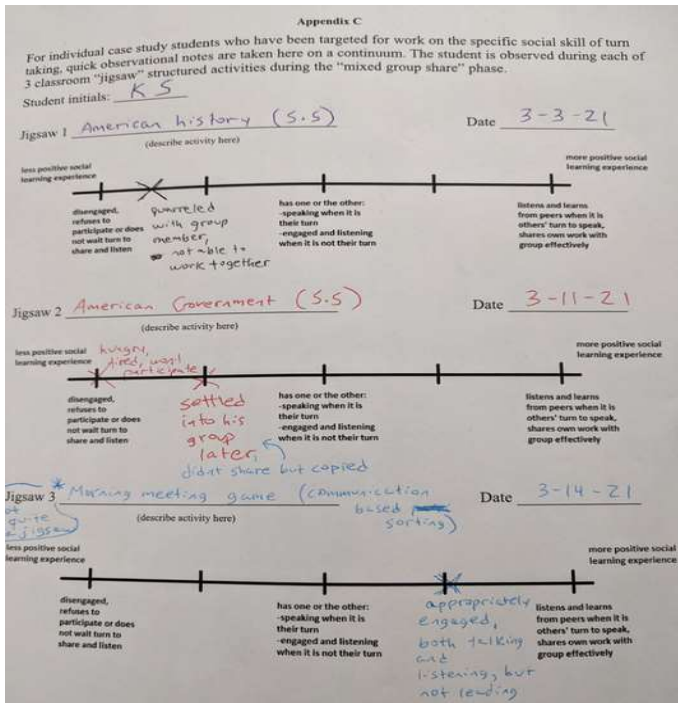 Appendix C
For individual case study students who have been targeted for work on the specific social skill of turn
taking, quick observational notes are taken here on a continuum. The student is observed during each of
3 classroom "jigsaw" structured activities during the "mixed group share" phase.
Student initials: K S
Jigsaw 1 American history (S.S) Date 3-3-21
(describe activity here)
less positive social
learning experience
more positive social
learning experience
disengaged,
refuses to
participate or does
not wait turn to
share and listen
quarreled
with group
member,
not able to
work together
has one or the other:
-speaking when it is
their turn
-engaged and listening
when it is not their turn
listens and learns
from peers when it is
others' turn to speak,
shares own work with
group effectively
Jigsaw 2 American Government (S.S) Date 3-11-21
(describe activity here)
less positive social
learning experience
hungry,
tired, won't
participate
more positive social
learning experience
disengaged,
refuses to
participate or does
not wait turn to
share and listen
settled
into his
group
later,
didnt share but copied
has one or the other:
-speaking when it is
their turn
-engaged and listening
when it is not their turn
listens and learns
from peers when it is
others' turn to speak,
shares own work with
group effectively
Jigsaw 3 * Morning meeting game (communication Date 3-14-21
based
sorting)
quite
a jigsaw
(describe activity here)
less positive social
learning experience
more positive social
learning experience
disengaged,
refuses to
participate or does
not wait turn to
share and listen
has one or the other:
-speaking when it is
their turn
-engaged and listening
when it is not their turn
appropriately
engaged,
both talking
and
listening, but
not leading
listens and learns
from peers when it is
others' turn to speak,
shares own work with
group effectively